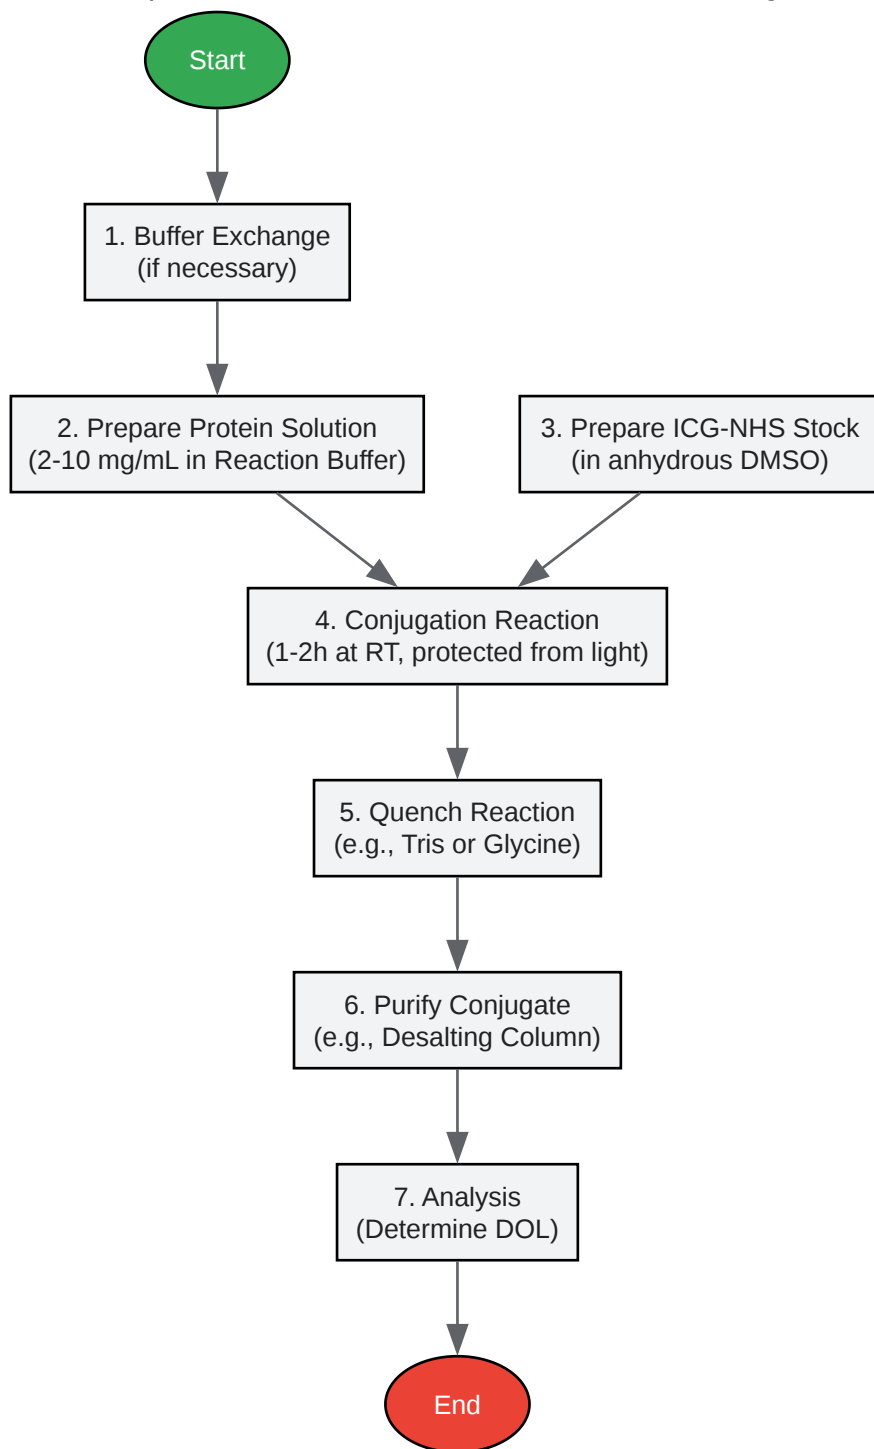 Start
1. Buffer Exchange
(if necessary)
2. Prepare Protein Solution
(2-10 mg/mL in Reaction Buffer)
3. Prepare ICG-NHS Stock
(in anhydrous DMSO)
4. Conjugation Reaction
(1-2h at RT, protected from light)
5. Quench Reaction
(e.g., Tris or Glycine)
6. Purify Conjugate
(e.g., Desalting Column)
7. Analysis
(Determine DOL)
End